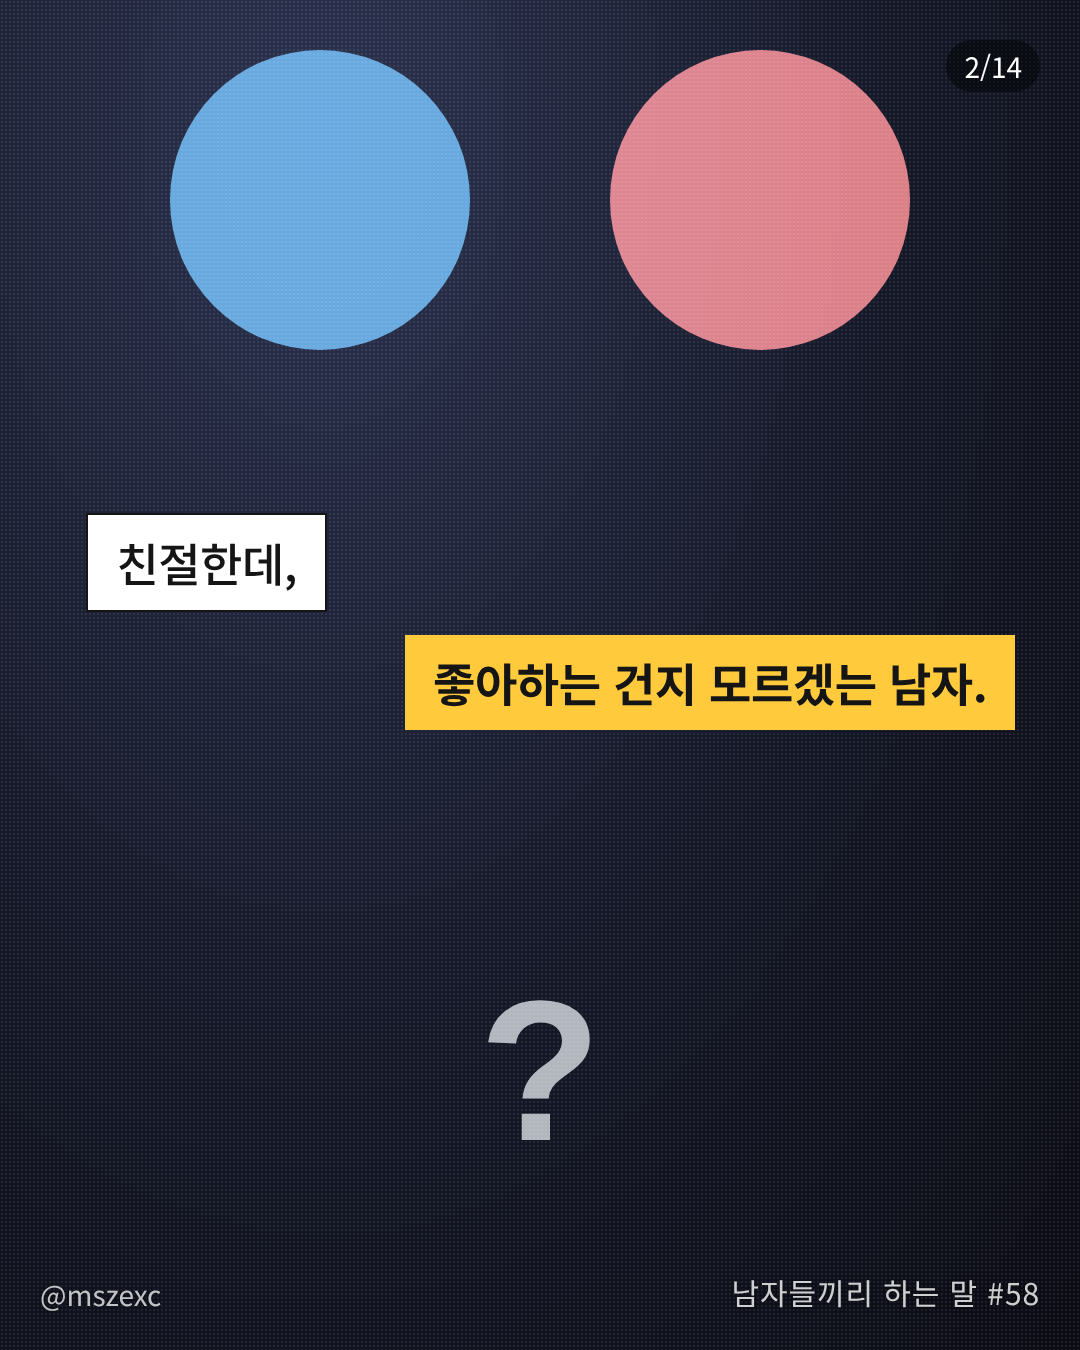 2/14
친절한데,
좋아하는 건지 모르겠는 남자.
?
@mszexc
남자들끼리 하는 말 #58